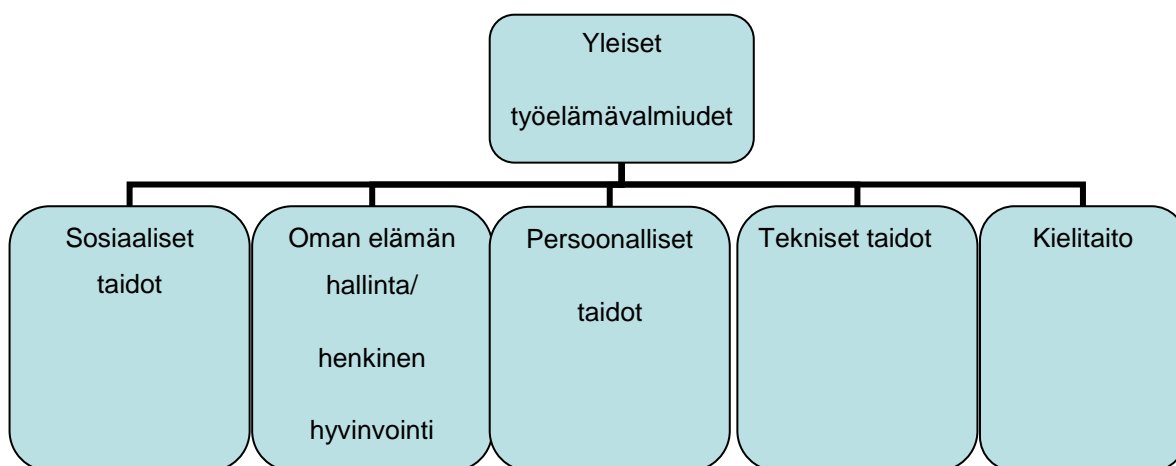 Yleiset
työelämävalmiudet
Sosiaaliset
taidot
Oman elämän
hallinta/
henkinen
hyvinvointi
Persoonalliset
taidot
Tekniset taidot
Kielitaito